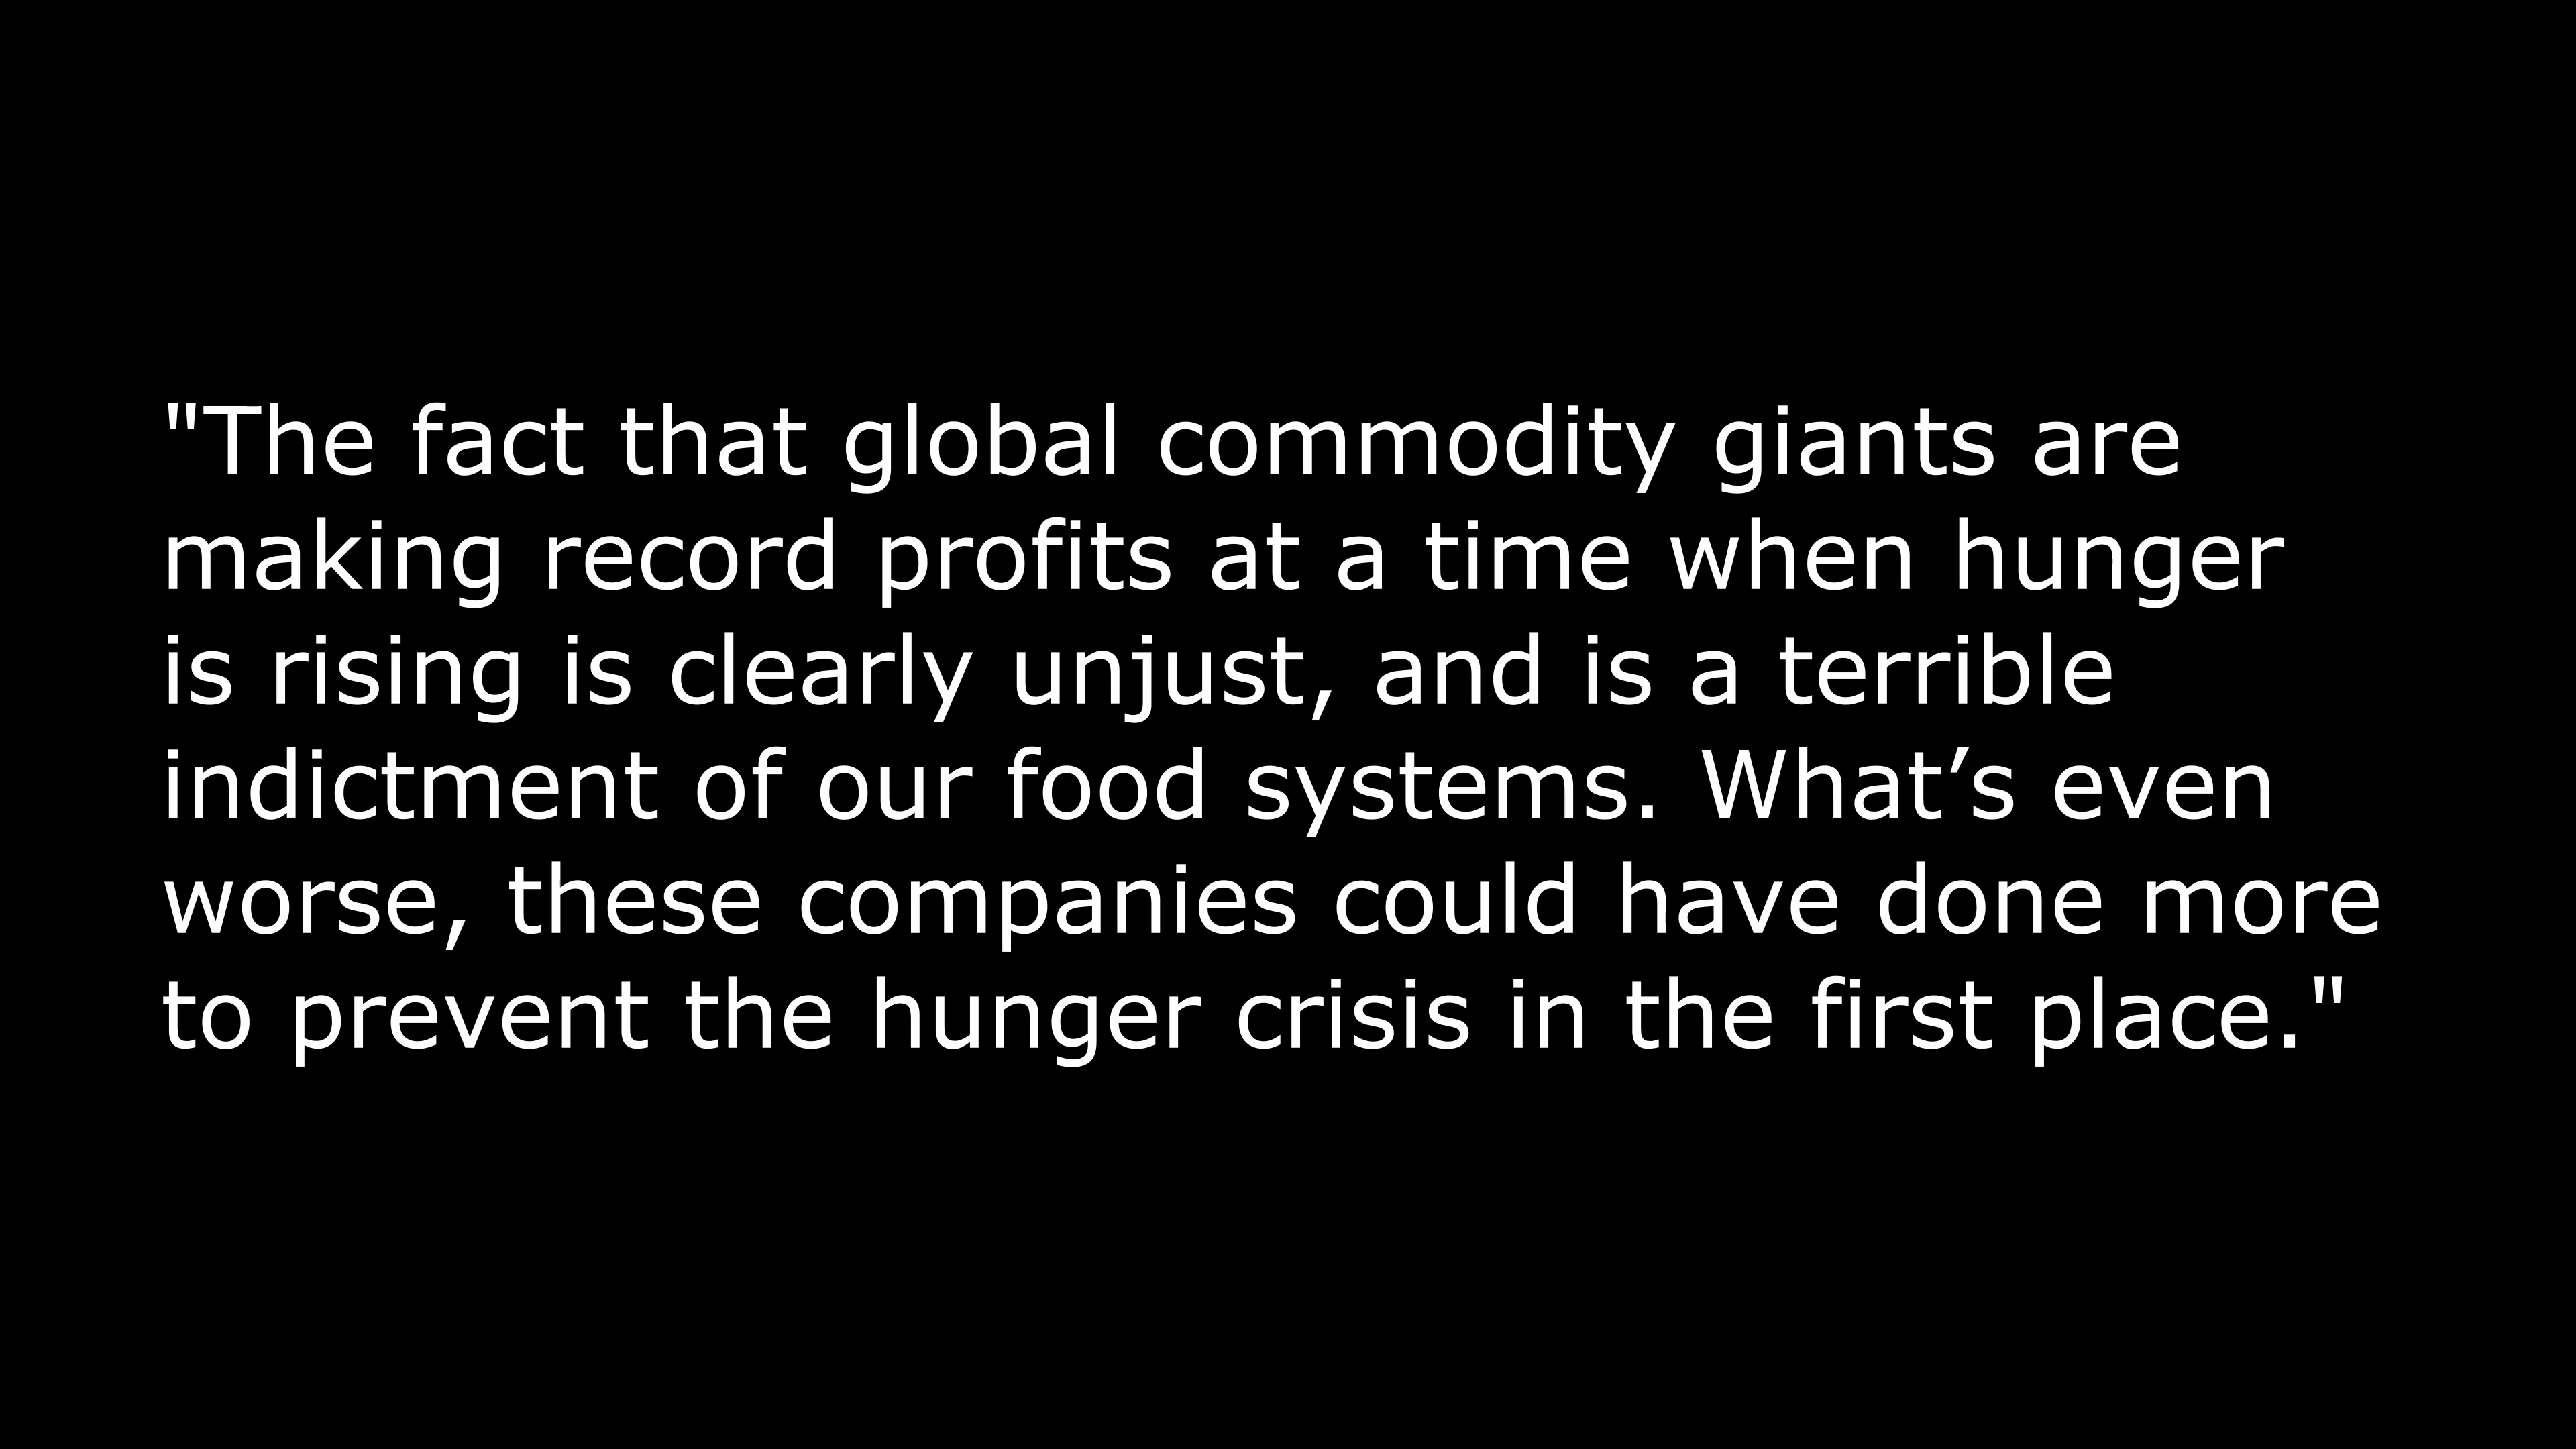 "The fact that global commodity giants are
making record profits at a time when hunger
is rising is clearly unjust, and is a terrible
indictment of our food systems. What’s even
worse, these companies could have done more
to prevent the hunger crisis in the first place."